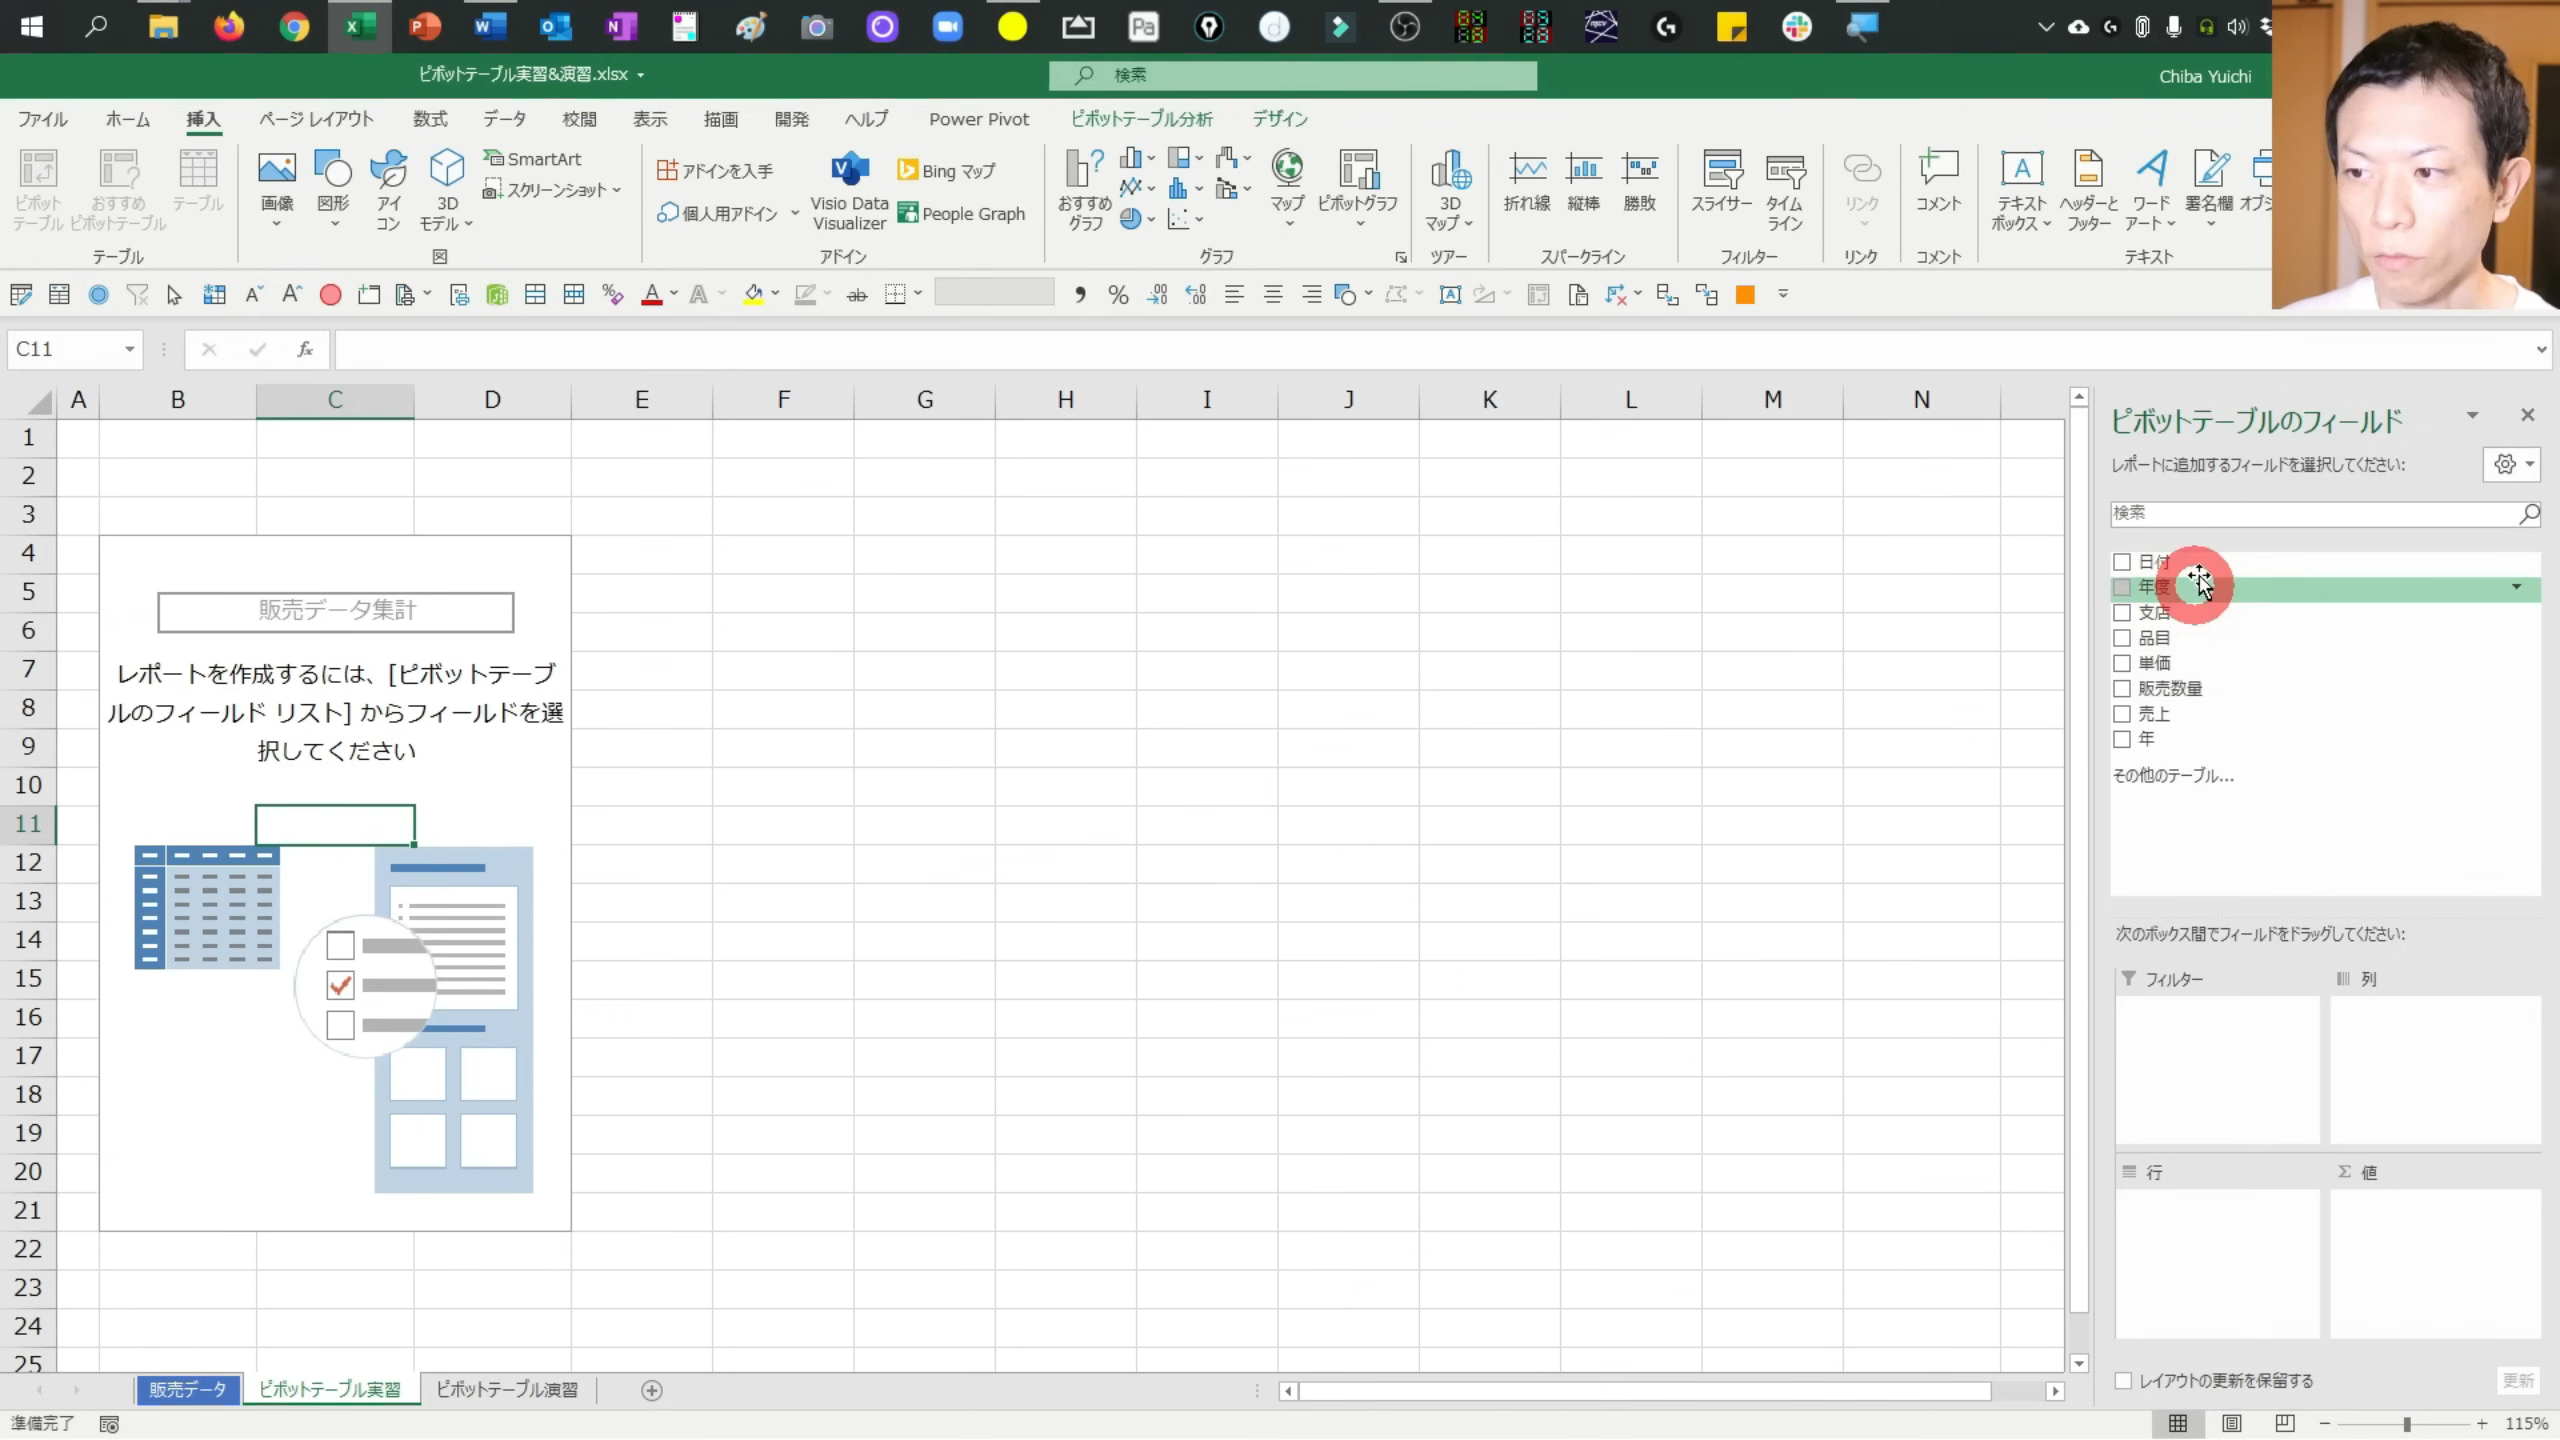 Pa
ピボットテーブル実習&演習.xlsx
検索
Chiba Yuichi
ファイル ホーム 挿入 ページ レイアウト 数式 データ 校閲 表示 描画 開発 ヘルプ Power Pivot ピボットテーブル分析 デザイン
ピボット
テーブル
おすすめ
ピボットテーブル
テーブル
画像
図形
アイ
コン
3D
モデル
SmartArt
スクリーンショット
アドインを入手
個人用アドイン
Visio Data
Visualizer
Bing マップ
People Graph
おすすめ
グラフ
マップ
ピボットグラフ
3D
マップ
折れ線
縦棒
勝敗
スライサー
タイム
ライン
リンク
コメント
テキスト
ボックス
ヘッダーと
フッター
ワード
アート
署名欄
オブジ
テーブル 図 アドイン グラフ ツアー スパークライン フィルター リンク コメント テキスト
C11
fx
A B C D E F G H I J K L M N
1
2
3
4
5
6
7
8
9
10
11
12
13
14
15
16
17
18
19
20
21
22
23
24
25
販売データ集計
レポートを作成するには、[ピボットテーブ
ルのフィールド リスト] からフィールドを選
択してください
ピボットテーブルのフィールド
レポートに追加するフィールドを選択してください:
検索
日付
年度
支店
品目
単価
販売数量
売上
年
その他のテーブル...
次のボックス間でフィールドをドラッグしてください:
フィルター
列
行
Σ 値
レイアウトの更新を保留する
更新
販売データ ピボットテーブル実習 ピボットテーブル演習
準備完了
115%